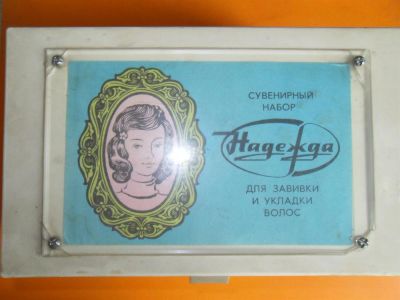 СУВЕНИРНЫЙ
НАБОР
Надежда
ДЛЯ ЗАВИВКИ
И УКЛАДКИ
ВОЛОС